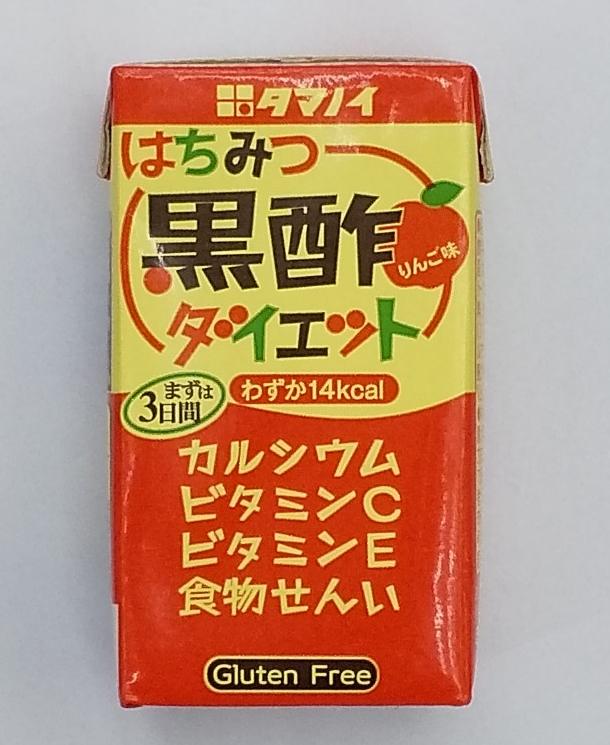 タマノイ
はちみつ
黒酢
りんご味
ダイエット
わずか14kcal
まずは
3日間
カルシウム
ビタミンC
ビタミンE
食物せんい
Gluten Free